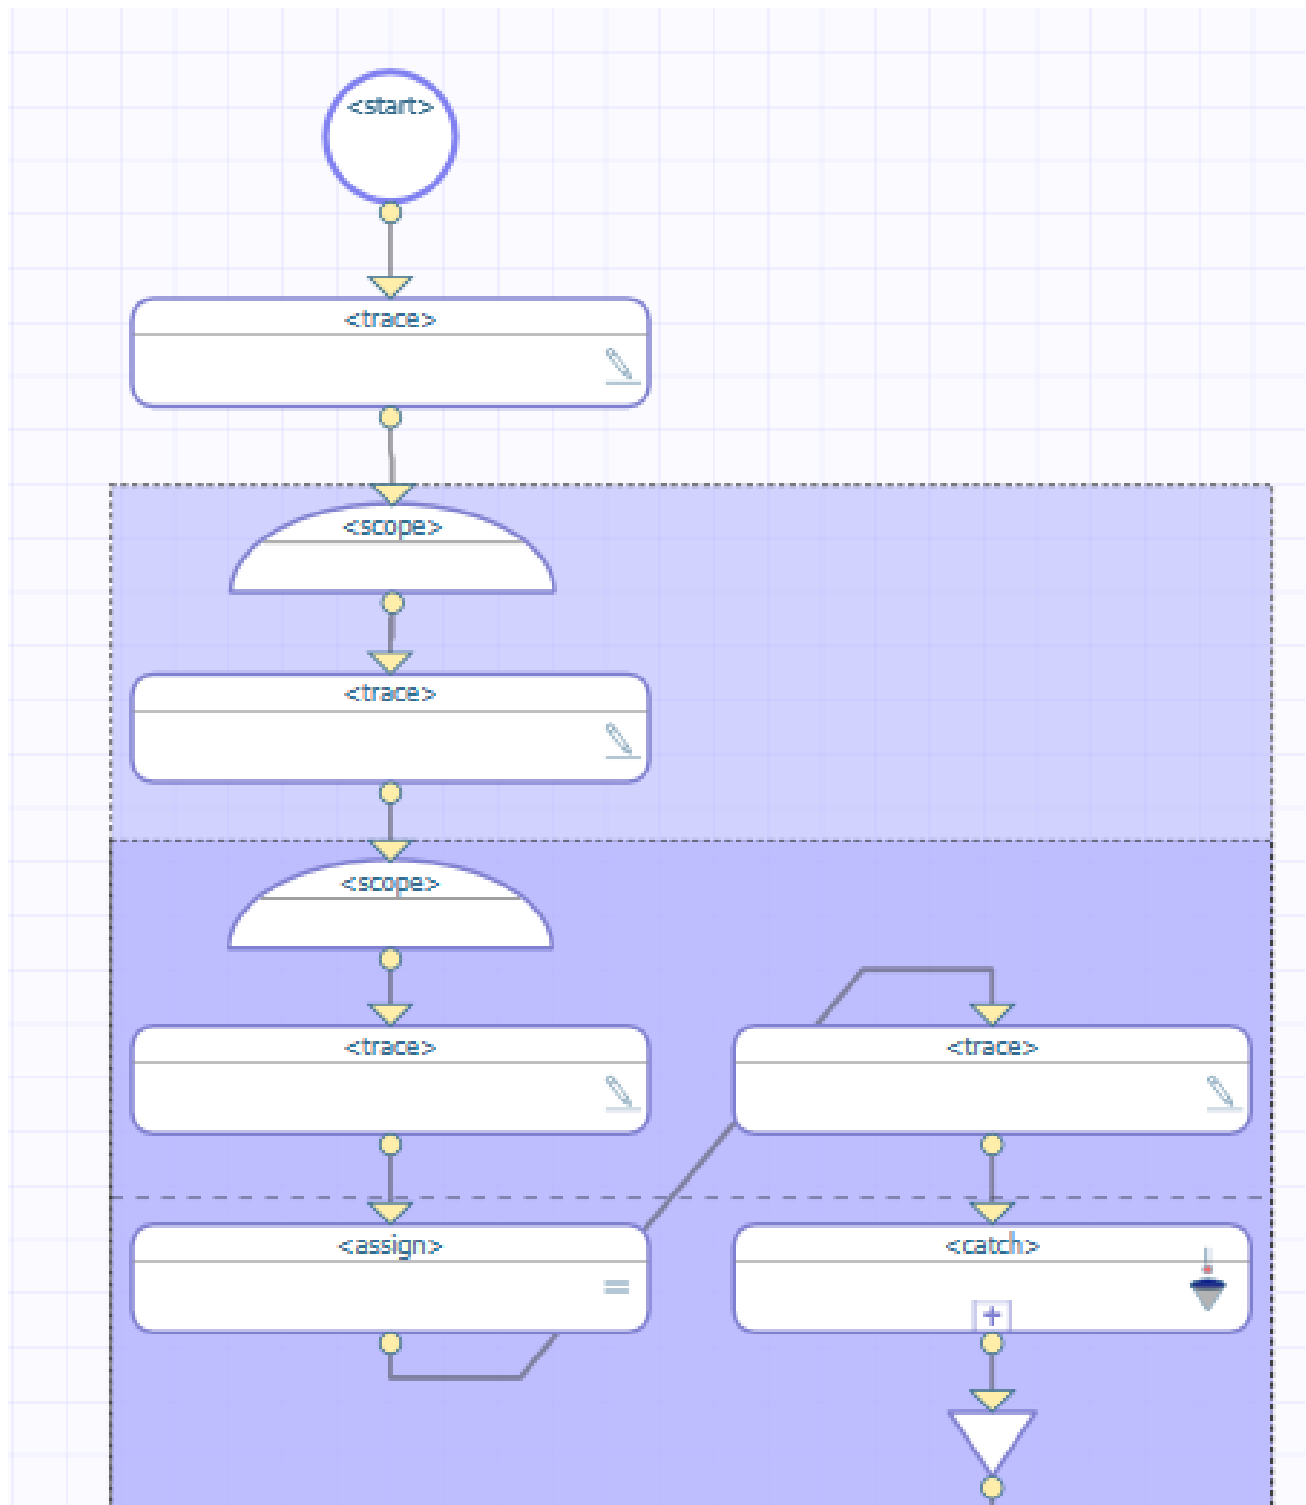 <start>
<trace>
<scope>
<trace>
<scope>
<trace>
<trace>
<assign>
=
<catch>
+